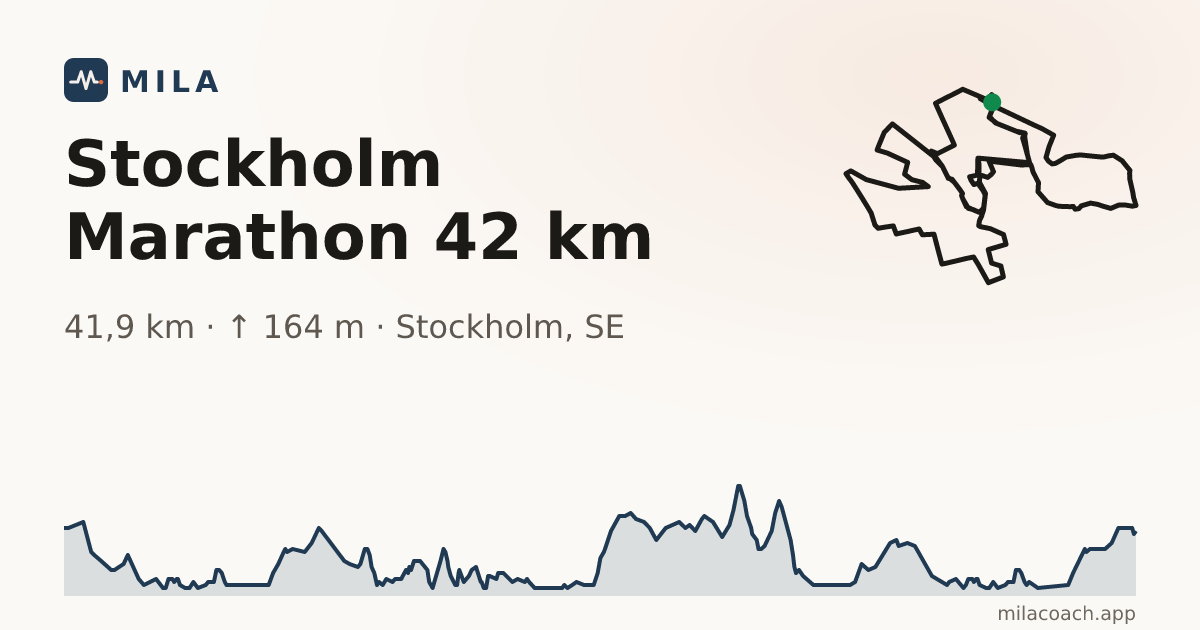 MILA
Stockholm
Marathon 42 km
41,9 km · ↑ 164 m · Stockholm, SE
milacoach.app